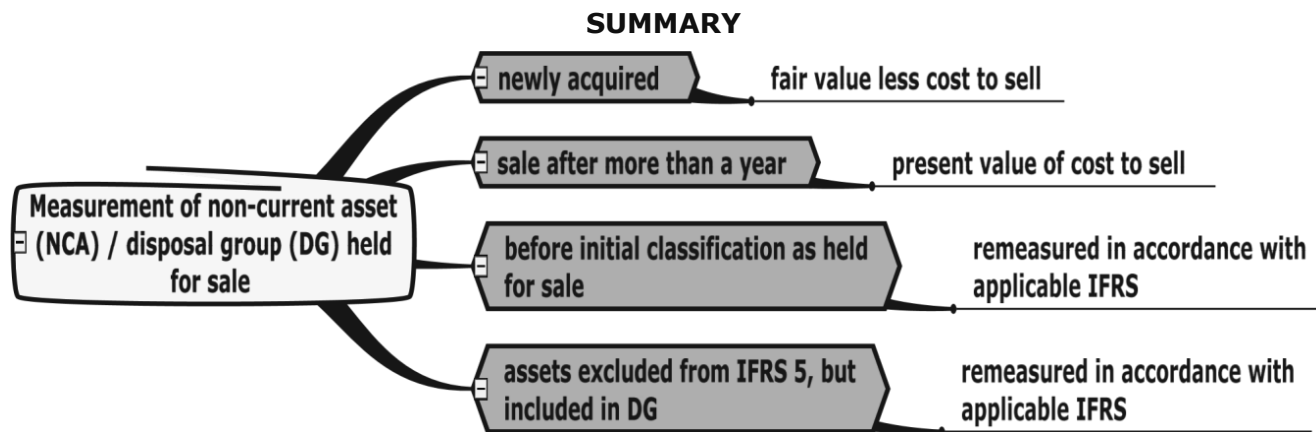 SUMMARY
newly acquired
fair value less cost to sell
sale after more than a year
present value of cost to sell
Measurement of non-current asset
(NCA) / disposal group (DG) held
for sale
before initial classification as held
for sale
remeasured in accordance with
applicable IFRS
assets excluded from IFRS 5, but
included in DG
remeasured in accordance with
applicable IFRS